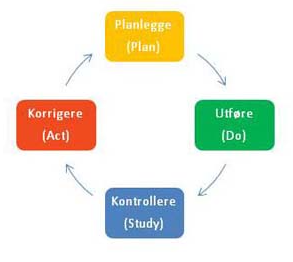 Planlegge
(Plan)
Utføre
(Do)
Kontrollere
(Study)
Korrigere
(Act)